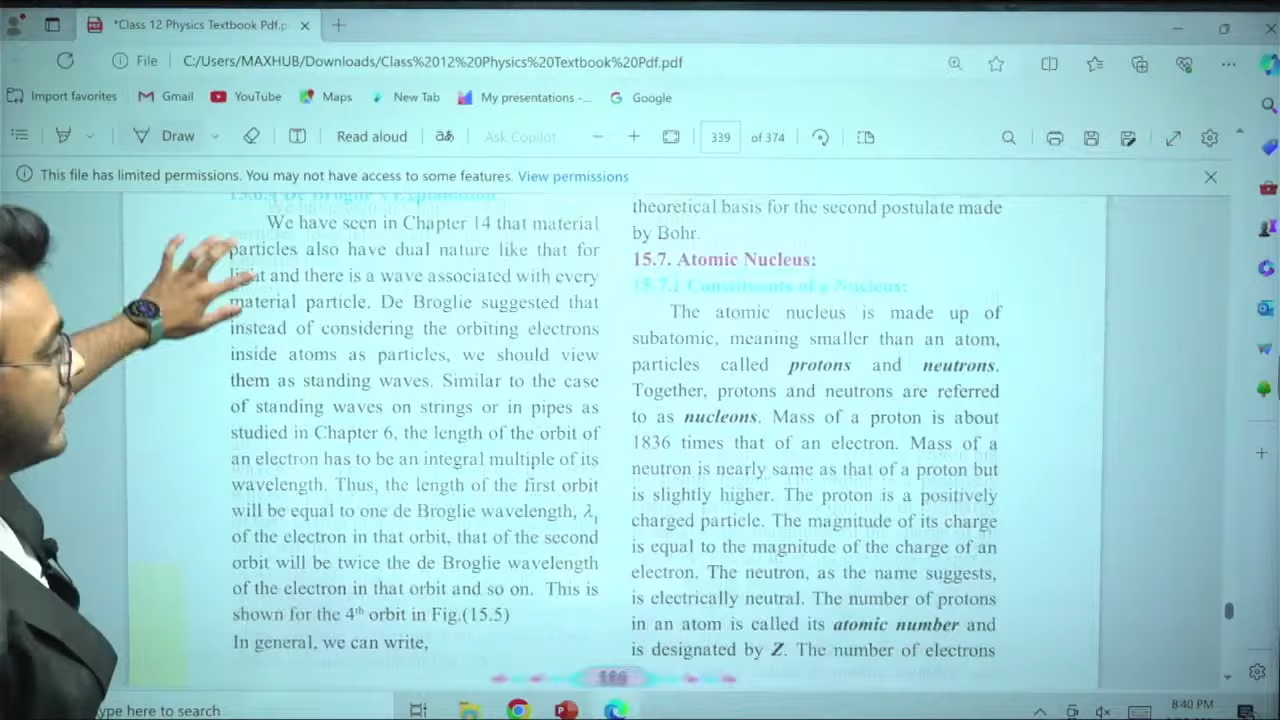 *Class 12 Physics Textbook Pdf.p
File
C:/Users/MAXHUB/Downloads/Class%2012%20Physics%20Textbook%20Pdf.pdf
Import favorites
Gmail
YouTube
Maps
New Tab
My presentations -...
Google
Draw
Read aloud
Ask Copilot
339
of 374
This file has limited permissions. You may not have access to some features. View permissions
We have seen in Chapter 14 that material
particles also have dual nature like that for
light and there is a wave associated with every
material particle. De Broglie suggested that
instead of considering the orbiting electrons
inside atoms as particles, we should view
them as standing waves. Similar to the case
of standing waves on strings or in pipes as
studied in Chapter 6, the length of the orbit of
an electron has to be an integral multiple of its
wavelength. Thus, the length of the first orbit
will be equal to one de Broglie wavelength, λ₁
of the electron in that orbit, that of the second
orbit will be twice the de Broglie wavelength
of the electron in that orbit and so on. This is
shown for the 4th orbit in Fig.(15.5)
In general, we can write,
theoretical basis for the second postulate made
by Bohr.
15.7. Atomic Nucleus:
15.7.1 Constituents of a Nucleus:
The atomic nucleus is made up of
subatomic, meaning smaller than an atom,
particles called protons and neutrons.
Together, protons and neutrons are referred
to as nucleons. Mass of a proton is about
1836 times that of an electron. Mass of a
neutron is nearly same as that of a proton but
is slightly higher. The proton is a positively
charged particle. The magnitude of its charge
is equal to the magnitude of the charge of an
electron. The neutron, as the name suggests,
is electrically neutral. The number of protons
in an atom is called its atomic number and
is designated by Z. The number of electrons
ype here to search
8:40 PM